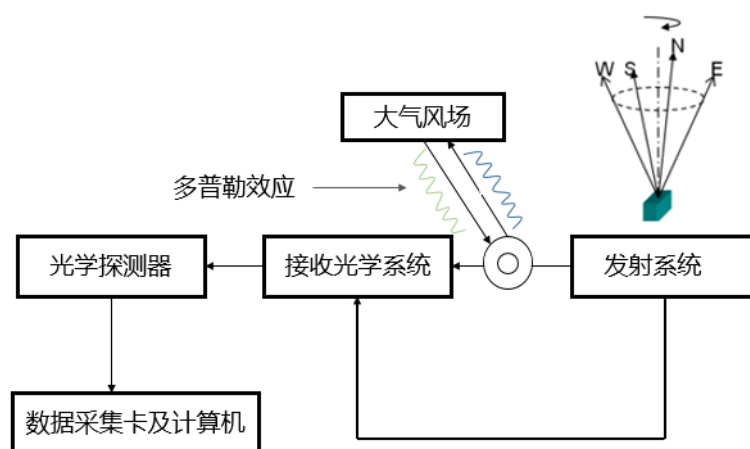 W S N E
大气风场
多普勒效应
光学探测器
接收光学系统
发射系统
数据采集卡及计算机